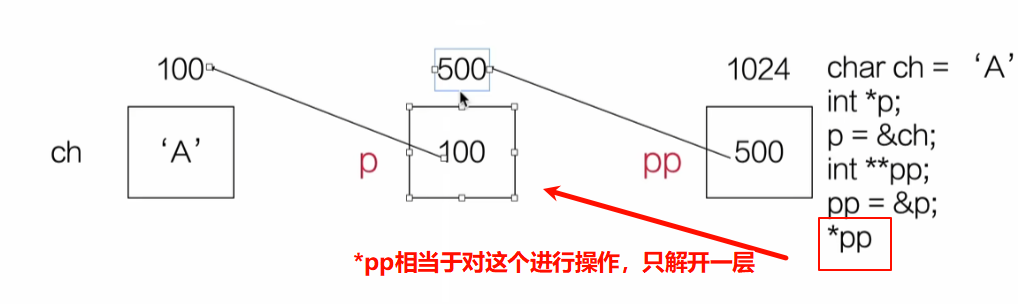 100
500
1024
ch
‘A’
p
100
pp
500
char ch = ‘A’
int *p;
p = &ch;
int **pp;
pp = &p;
*pp
*pp相当于对这个进行操作，只解开一层